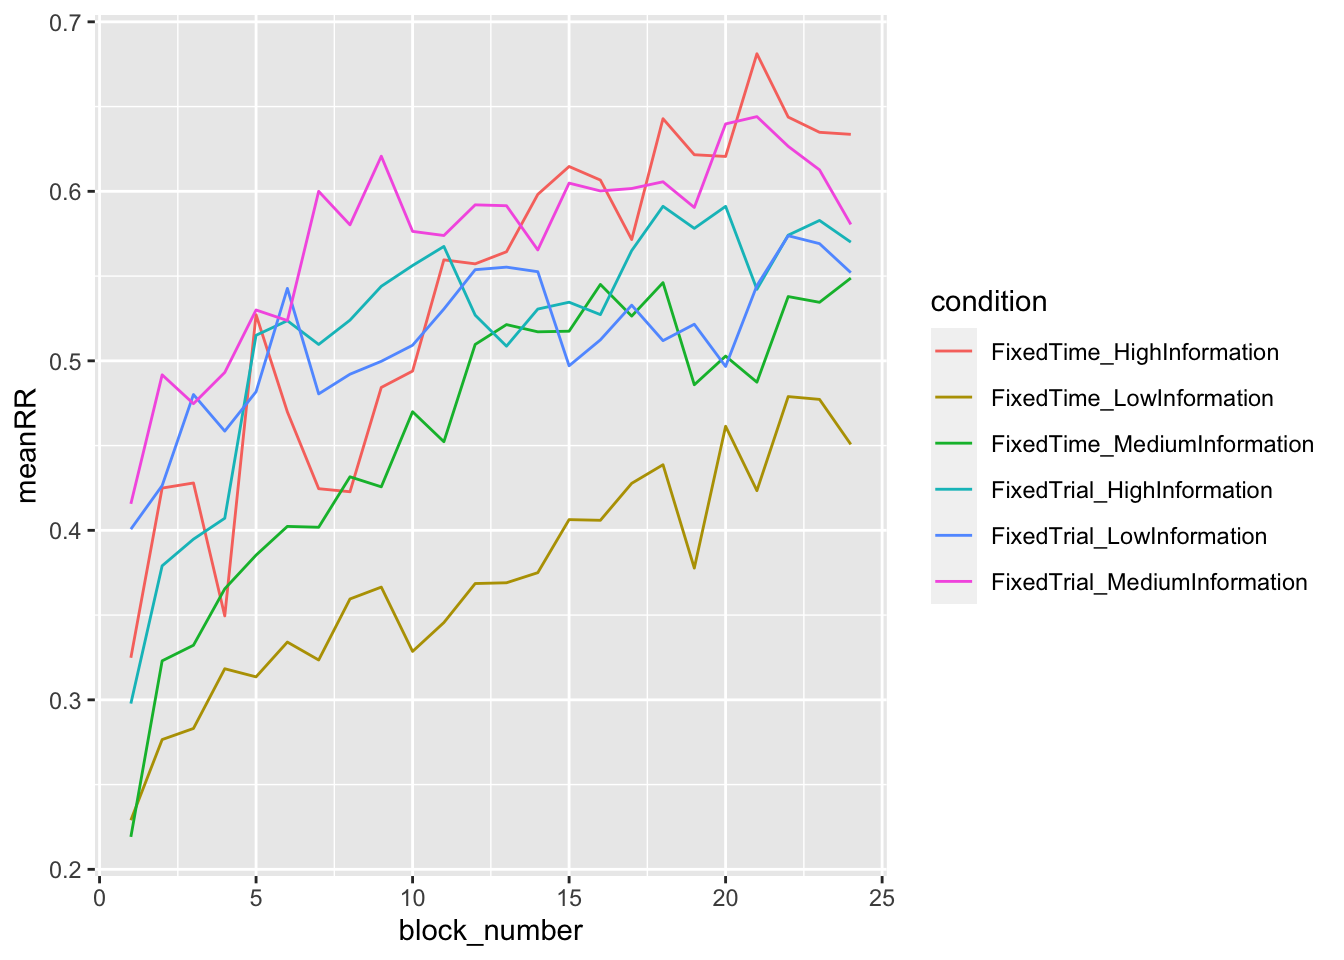 0.7
0.6
0.5
0.4
0.3
0.2
meanRR
0
5
10
15
20
25
block_number
condition
FixedTime_HighInformation
FixedTime_LowInformation
FixedTime_MediumInformation
FixedTrial_HighInformation
FixedTrial_LowInformation
FixedTrial_MediumInformation